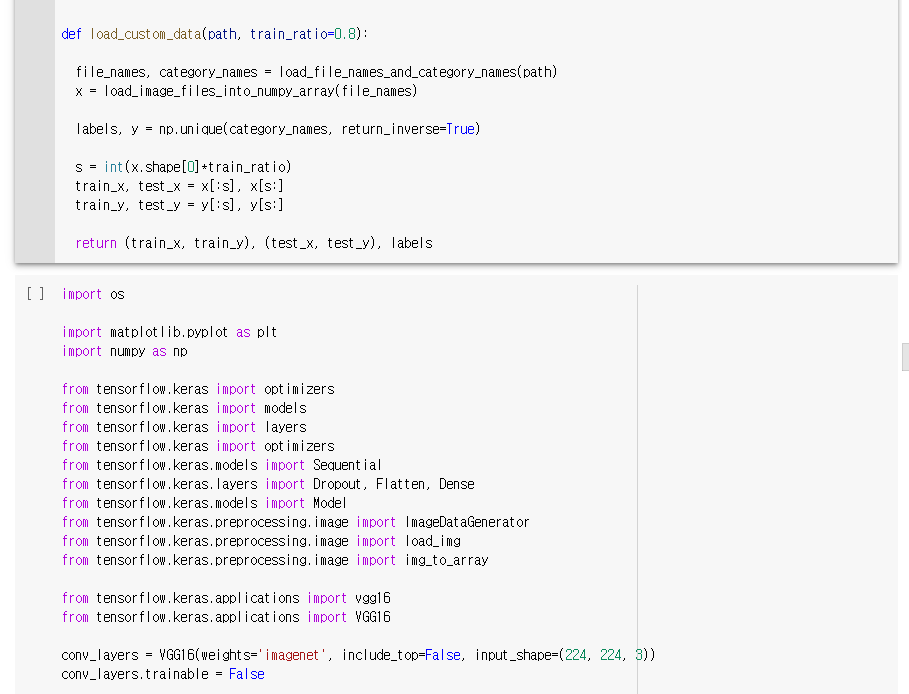 def load_custom_data(path, train_ratio=0.8):
file_names, category_names = load_file_names_and_category_names(path)
x = load_image_files_into_numpy_array(file_names)
labels, y = np.unique(category_names, return_inverse=True)
s = int(x.shape[0]*train_ratio)
train_x, test_x = x[:s], x[s:]
train_y, test_y = y[:s], y[s:]
return (train_x, train_y), (test_x, test_y), labels
[ ] import os
import matplotlib.pyplot as plt
import numpy as np
from tensorflow.keras import optimizers
from tensorflow.keras import models
from tensorflow.keras import layers
from tensorflow.keras import optimizers
from tensorflow.keras.models import Sequential
from tensorflow.keras.layers import Dropout, Flatten, Dense
from tensorflow.keras.models import Model
from tensorflow.keras.preprocessing.image import ImageDataGenerator
from tensorflow.keras.preprocessing.image import load_img
from tensorflow.keras.preprocessing.image import img_to_array
from tensorflow.keras.applications import vgg16
from tensorflow.keras.applications import VGG16
conv_layers = VGG16(weights='imagenet', include_top=False, input_shape=(224, 224, 3))
conv_layers.trainable = False